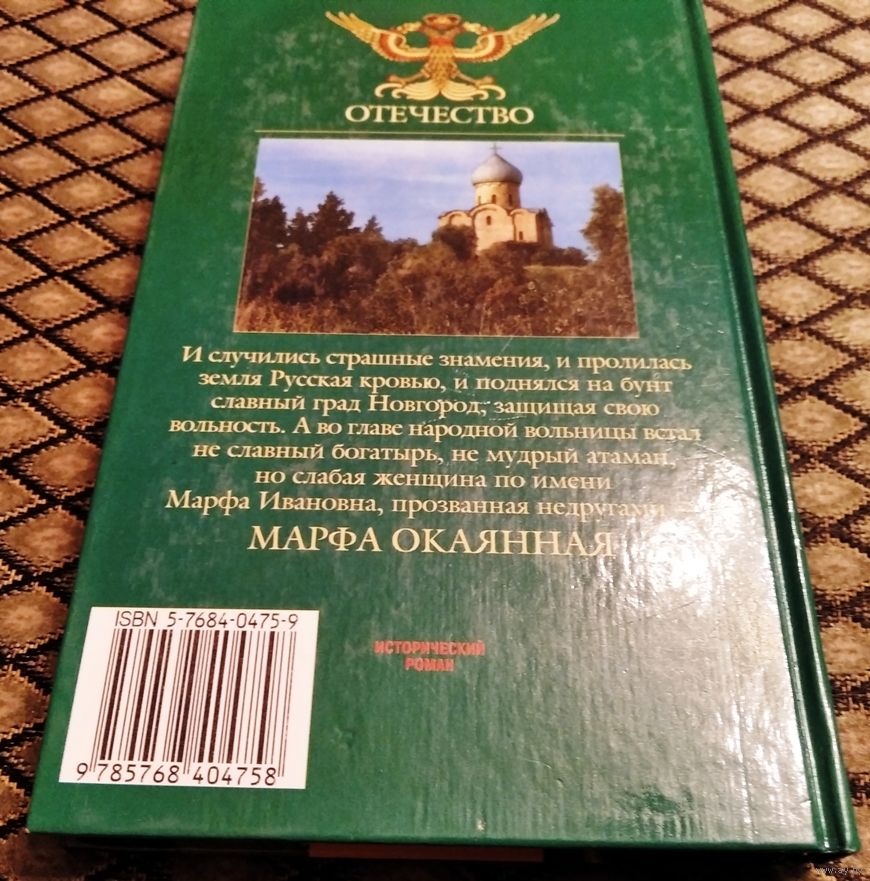 ОТЕЧЕСТВО
И случились страшные знамения, и пролилась
земля Русская кровью, и поднялся на бунт
славный град Новгород, защищая свою
вольность. А во главе народной вольницы встал
не славный богатырь, не мудрый атаман,
но слабая женщина по имени
Марфа Ивановна, прозванная недругами
МАРФА ОКАЯННАЯ
ISBN 5-7684-0475-9
ИСТОРИЧЕСКИЙ
РОМАН
9 785768 404758